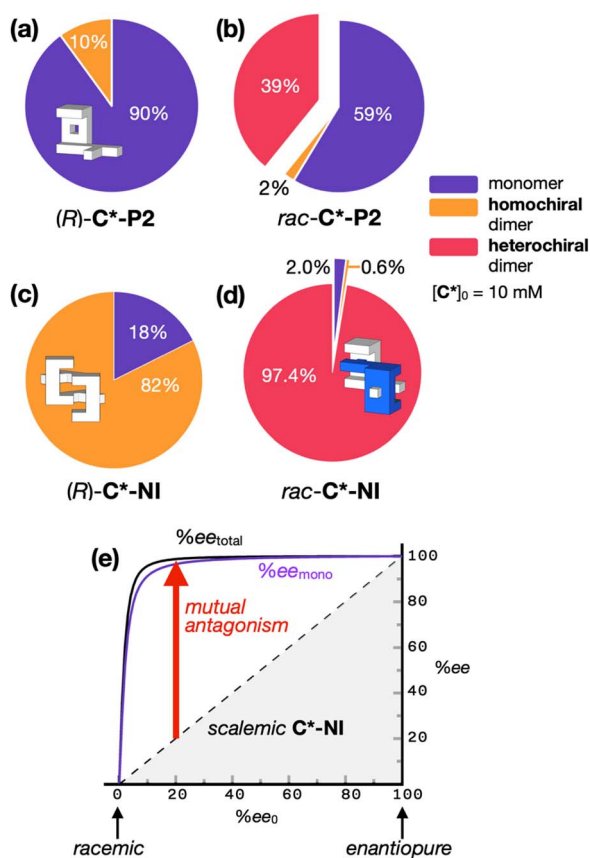 (a)
10%
90%
(R)-C*-P2
(b)
39%
59%
2%
rac-C*-P2
monomer
homochiral
dimer
heterochiral
dimer
[C*]₀ = 10 mM
(c)
18%
82%
(R)-C*-NI
(d)
2.0%
0.6%
97.4%
rac-C*-NI
(e)
%ee_total
%ee_mono
mutual
antagonism
scalemic C*-NI
100
80
60
40
20
%ee
0 20 40 60 80 100
%ee₀
racemic
enantiopure